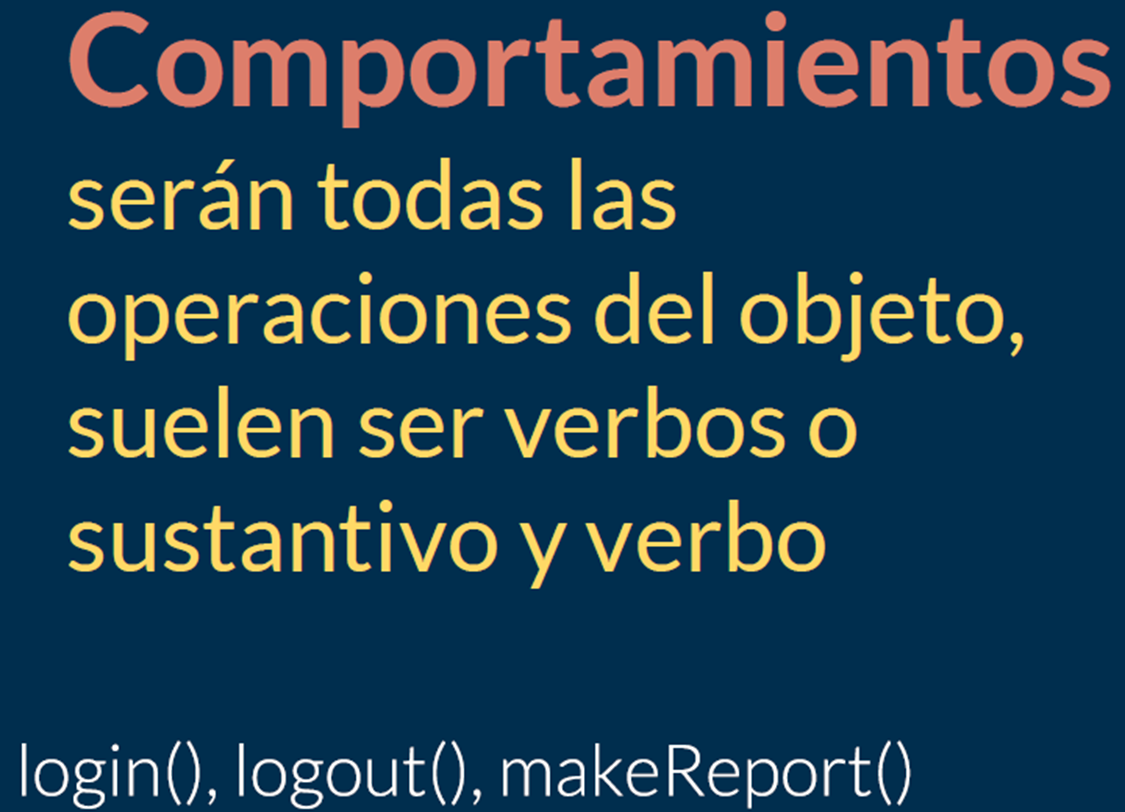 Comportamientos
serán todas las
operaciones del objeto,
suelen ser verbos o
sustantivo y verbo
login(), logout(), makeReport()